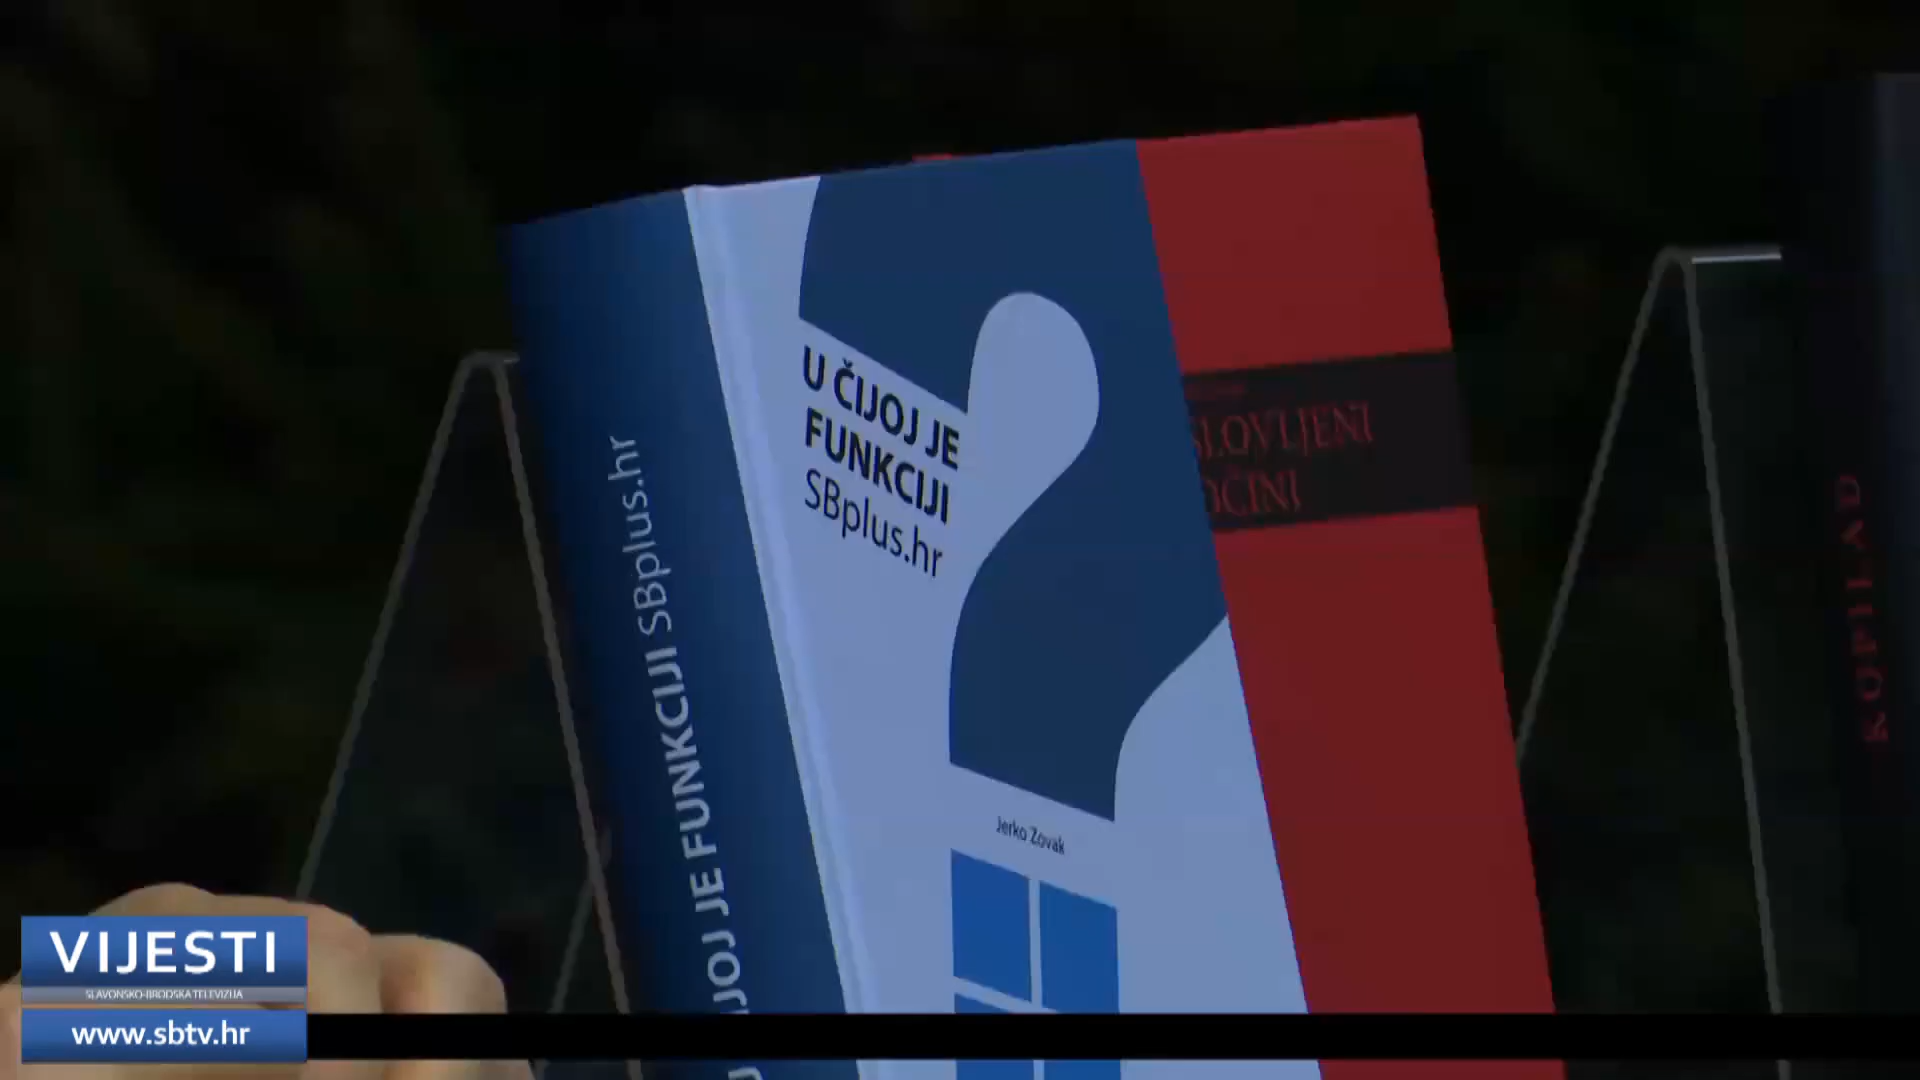 U ČIJOJ JE FUNKCIJI SBplus.hr
U ČIJOJ JE
FUNKCIJI
SBplus.hr
Jerko Zovak
KOPILAD
VIJESTI
SLAVONSKO-BRODSKA TELEVIZIJA
www.sbtv.hr